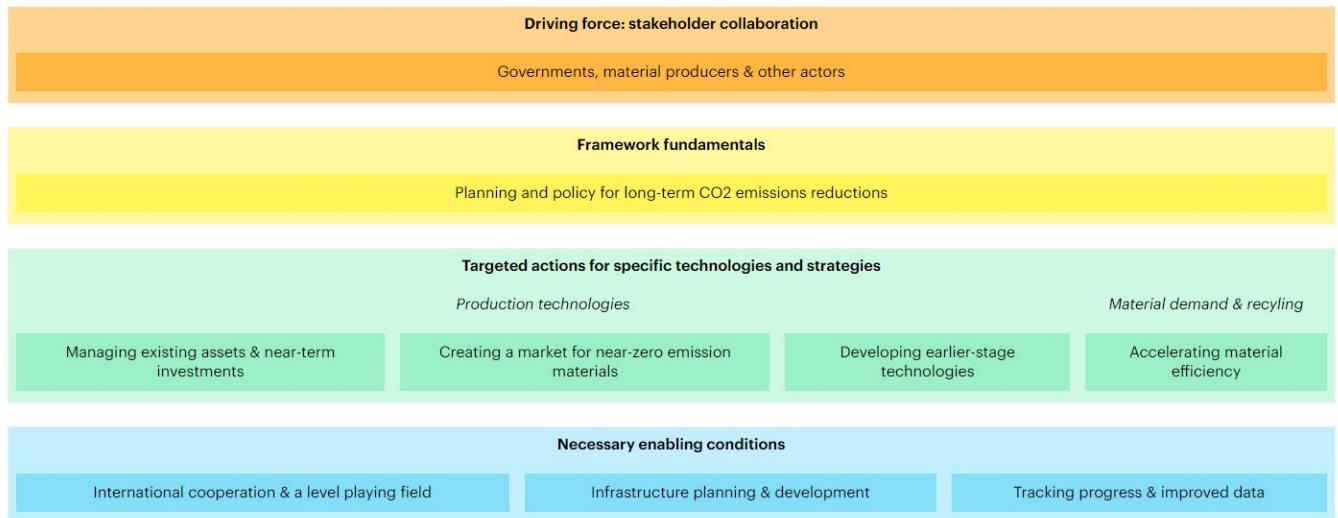 Driving force: stakeholder collaboration
Governments, material producers & other actors
Framework fundamentals
Planning and policy for long-term CO2 emissions reductions
Targeted actions for specific technologies and strategies
Production technologies
Material demand & recyling
Managing existing assets & near-term
investments
Creating a market for near-zero emission
materials
Developing earlier-stage
technologies
Accelerating material
efficiency
Necessary enabling conditions
International cooperation & a level playing field
Infrastructure planning & development
Tracking progress & improved data